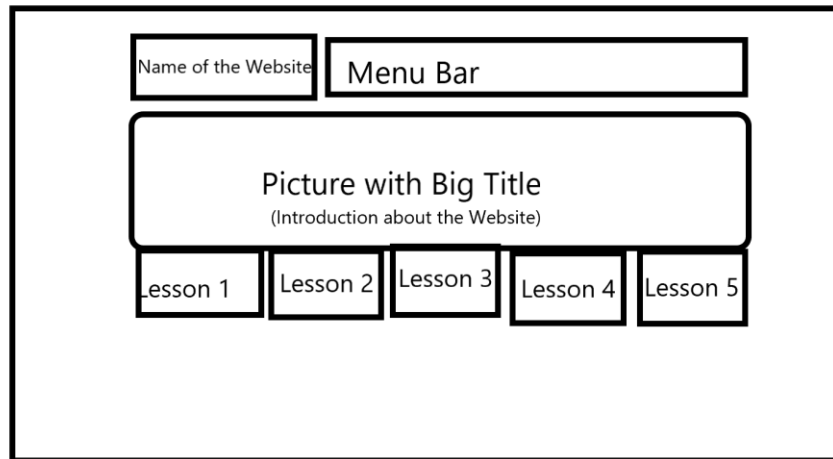 Name of the Website
Menu Bar
Picture with Big Title
(Introduction about the Website)
Lesson 1
Lesson 2
Lesson 3
Lesson 4
Lesson 5